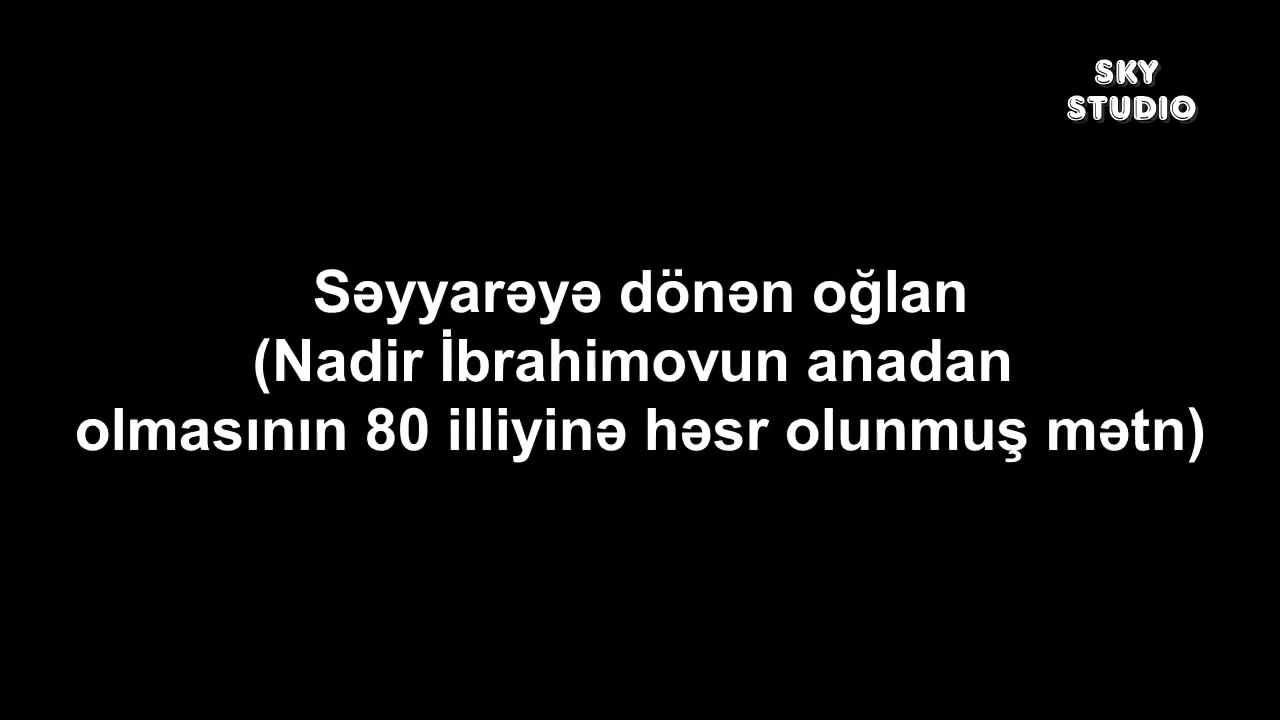 SKY
STUDIO
Səyyarəyə dönən oğlan
(Nadir İbrahimovun anadan
olmasının 80 illiyinə həsr olunmuş mətn)